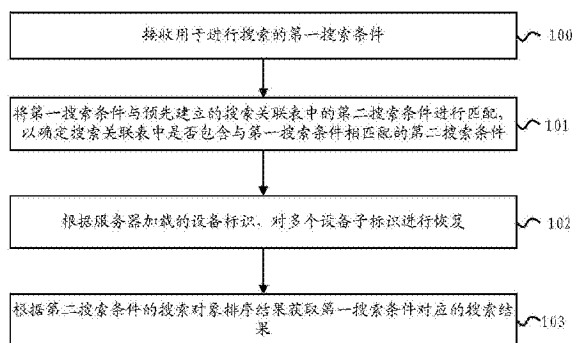 接收用于进行搜索的第一搜索条件
100
将第一搜索条件与预先建立的搜索关联表中的第二搜索条件进行匹配，
以确定搜索关联表中是否包含与第一搜索条件相匹配的第二搜索条件
101
根据服务器加载的设备标识，对多个设备子标识进行恢复
102
根据第二搜索条件的搜索对象排序结果获取第一搜索条件对应的搜索结
果
103